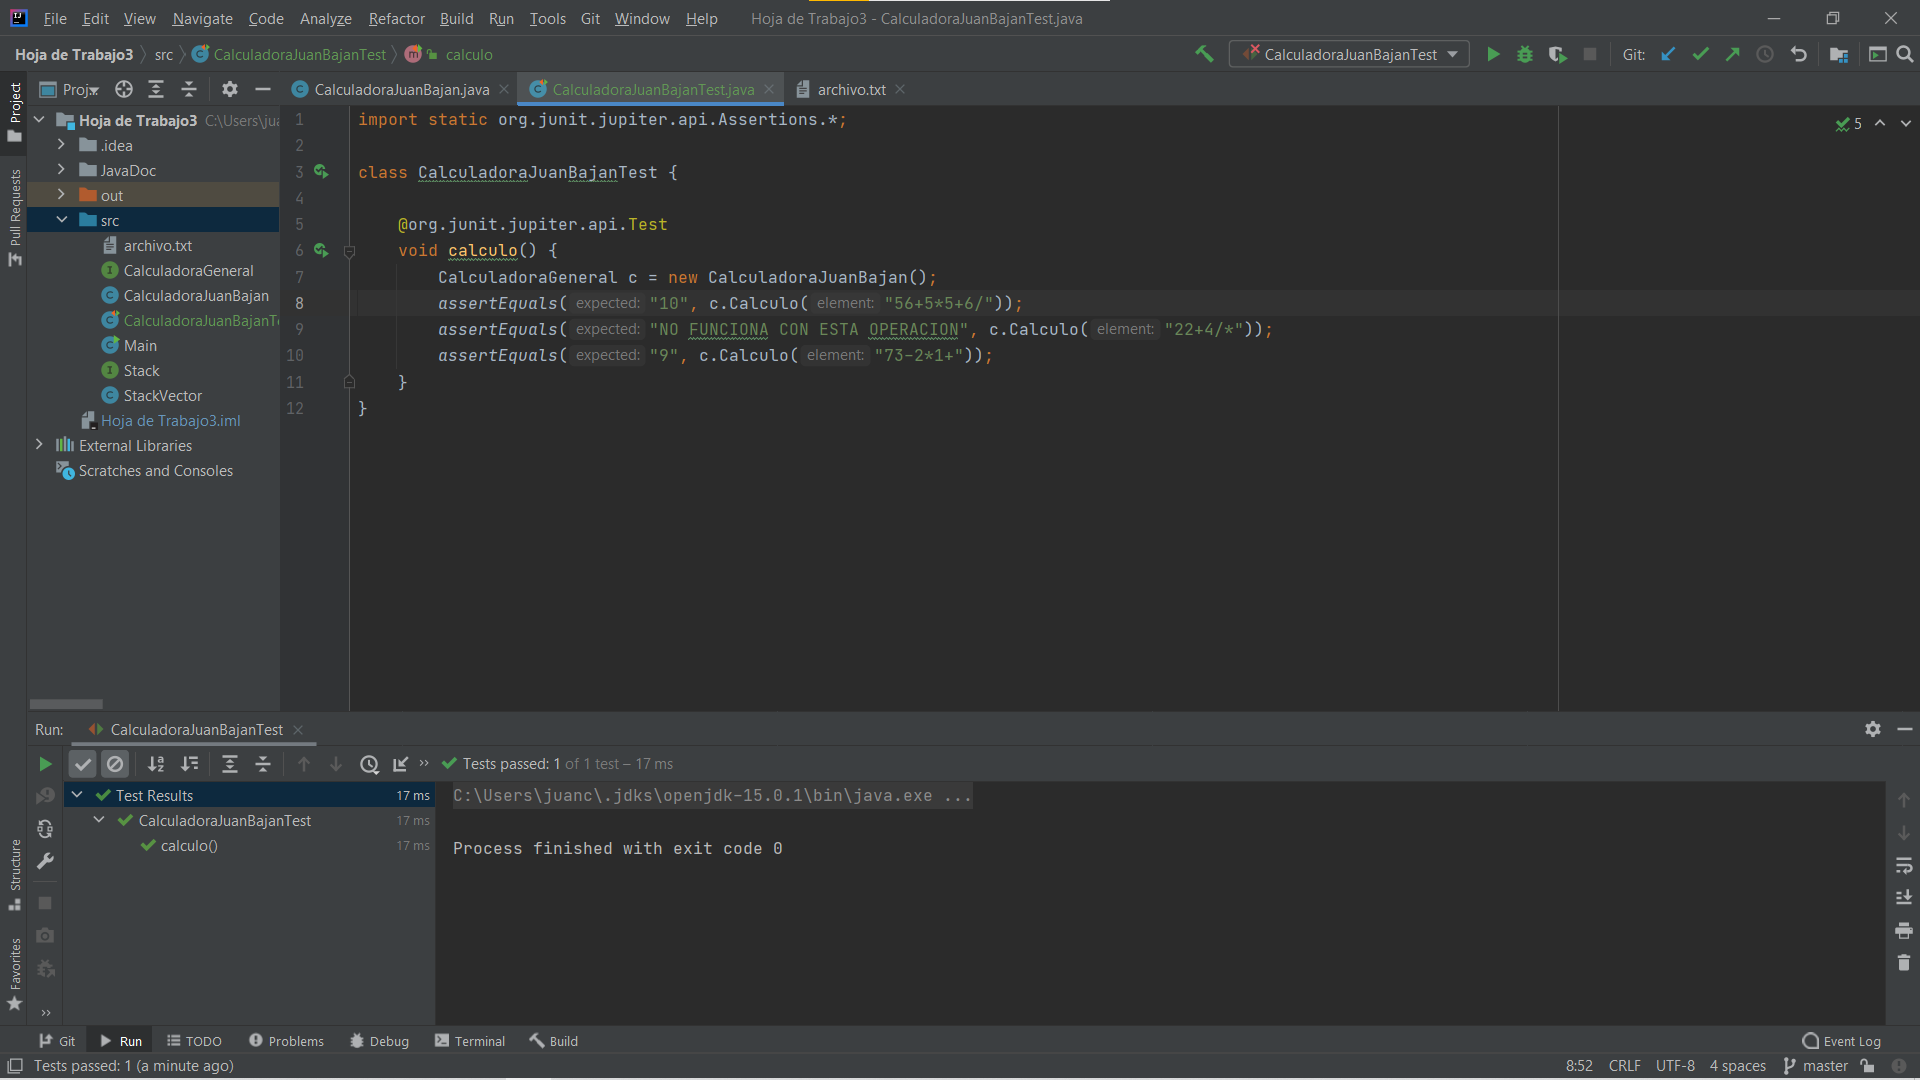 File Edit View Navigate Code Analyze Refactor Build Run Tools Git Window Help Hoja de Trabajo3 - CalculadoraJuanBajanTest.java
Hoja de Trabajo3 src CalculadoraJuanBajanTest calculo CalculadoraJuanBajanTest Git:
Project CalculadoraJuanBajan.java CalculadoraJuanBajanTest.java archivo.txt
Hoja de Trabajo3 C:\Users\jua
.idea
JavaDoc
out
src
archivo.txt
CalculadoraGeneral
CalculadoraJuanBajan
CalculadoraJuanBajanTe
Main
Stack
StackVector
Hoja de Trabajo3.iml
External Libraries
Scratches and Consoles
Pull Requests
Structure
Favorites
1 import static org.junit.jupiter.api.Assertions.*;
2
3 class CalculadoraJuanBajanTest {
4
5 @org.junit.jupiter.api.Test
6 void calculo() {
7 CalculadoraGeneral c = new CalculadoraJuanBajan();
8 assertEquals( expected: "10", c.Calculo( element: "56+5*5+6/"));
9 assertEquals( expected: "NO FUNCIONA CON ESTA OPERACION", c.Calculo( element: "22+4/*"));
10 assertEquals( expected: "9", c.Calculo( element: "73-2*1+"));
11 }
12 }
5
Run: CalculadoraJuanBajanTest
Tests passed: 1 of 1 test – 17 ms
Test Results 17 ms
CalculadoraJuanBajanTest 17 ms
calculo() 17 ms
C:\Users\juanc\.jdks\openjdk-15.0.1\bin\java.exe ...
Process finished with exit code 0
Git Run TODO Problems Debug Terminal Build Event Log
Tests passed: 1 (a minute ago) 8:52 CRLF UTF-8 4 spaces master